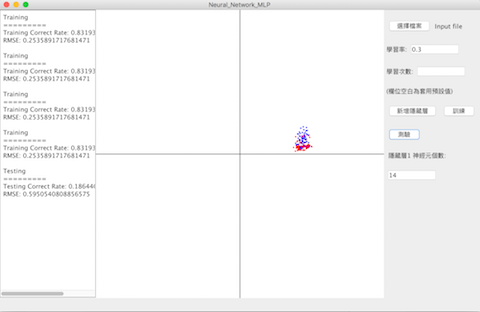 Neural_Network_MLP
Training
=========
Training Correct Rate: 0.83193
RMSE: 0.2535891717681471
Training
=========
Training Correct Rate: 0.83193
RMSE: 0.2535891717681471
Training
=========
Training Correct Rate: 0.83193
RMSE: 0.2535891717681471
Training
=========
Training Correct Rate: 0.83193
RMSE: 0.2535891717681471
Testing
=========
Testing Correct Rate: 0.186440
RMSE: 0.5950540808856575
選擇檔案 Input file
學習率: 0.1
學習次數:
(欄位空白為套用預設值)
新增隱藏層 訓練
測驗
隱藏層1 神經元個數:
14